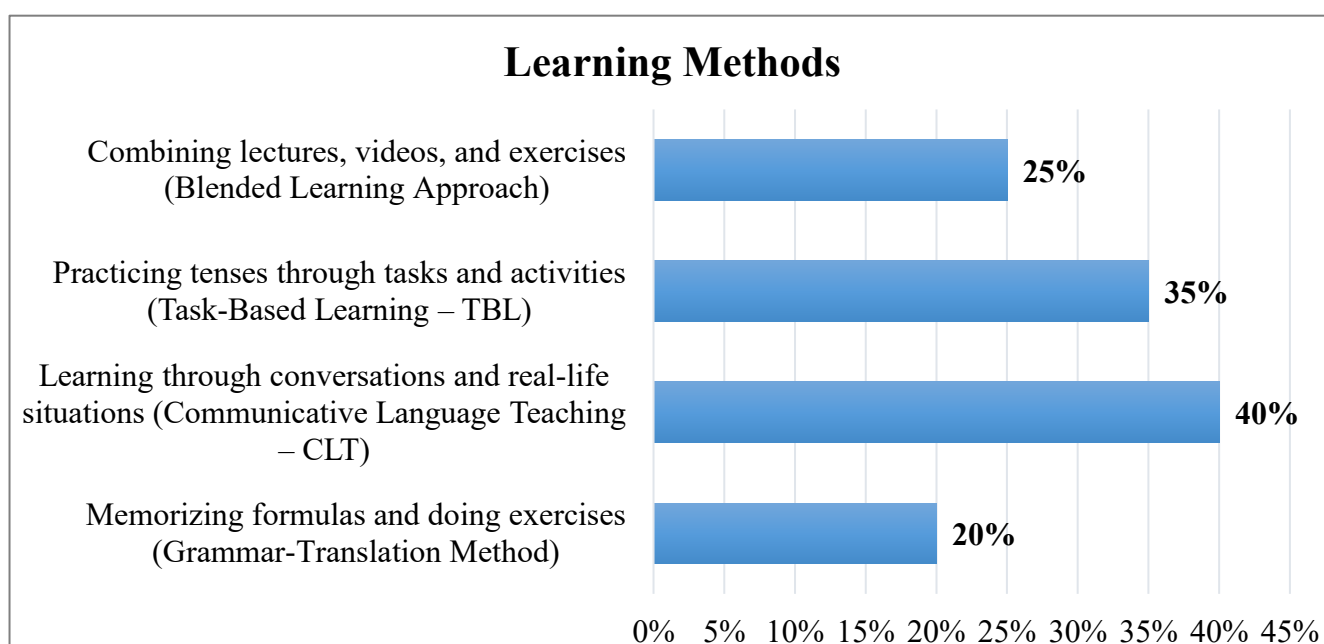 Learning Methods
Combining lectures, videos, and exercises
(Blended Learning Approach)
25%
Practicing tenses through tasks and activities
(Task-Based Learning – TBL)
35%
Learning through conversations and real-life
situations (Communicative Language Teaching
– CLT)
40%
Memorizing formulas and doing exercises
(Grammar-Translation Method)
20%
0% 5% 10% 15% 20% 25% 30% 35% 40% 45%